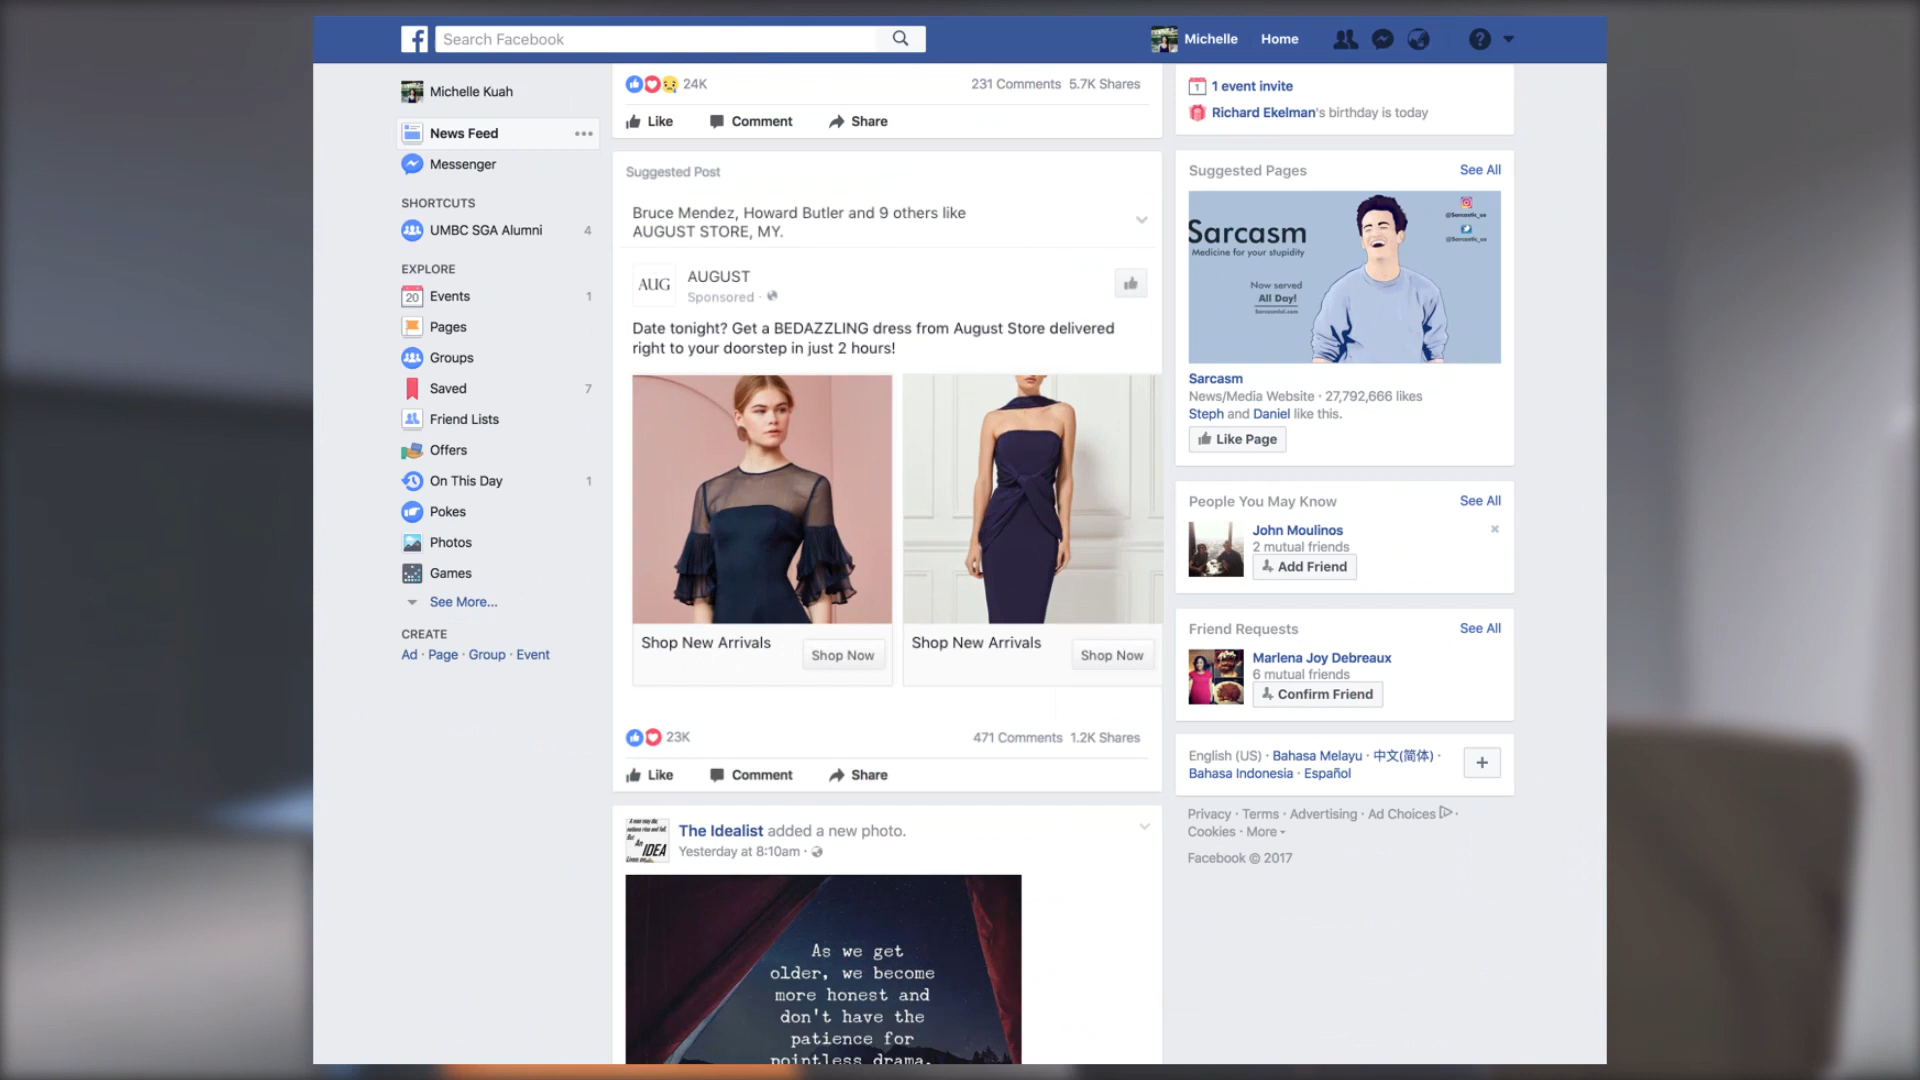 Search Facebook
Michelle
Home
Michelle Kuah
News Feed
Messenger
SHORTCUTS
UMBC SGA Alumni 4
EXPLORE
20
Events 1
Pages
Groups
Saved 7
Friend Lists
Offers
On This Day 1
Pokes
Photos
Games
See More...
CREATE
Ad · Page · Group · Event
24K
231 Comments 5.7K Shares
Like Comment Share
Suggested Post
Bruce Mendez, Howard Butler and 9 others like
AUGUST STORE, MY.
AUG
AUGUST
Sponsored ·
Date tonight? Get a BEDAZZLING dress from August Store delivered
right to your doorstep in just 2 hours!
Shop New Arrivals
Shop Now
Shop New Arrivals
Shop Now
23K
471 Comments 1.2K Shares
Like Comment Share
An
IDEA
The Idealist added a new photo.
Yesterday at 8:10am ·
As we get
older, we become
more honest and
don't have the
patience for
pointless drama.
1
1 event invite
Richard Ekelman's birthday is today
Suggested Pages See All
Sarcasm
Medicine for your stupidity
Now served
All Day!
Sarcasmlol.com
@Sarcastic_us
@Sarcastic_us
Sarcasm
News/Media Website · 27,792,666 likes
Steph and Daniel like this.
Like Page
People You May Know See All
John Moulinos
2 mutual friends
Add Friend
Friend Requests See All
Marlena Joy Debreaux
6 mutual friends
Confirm Friend
English (US) · Bahasa Melayu · 中文(简体) ·
Bahasa Indonesia · Español
Privacy · Terms · Advertising · Ad Choices ·
Cookies · More
Facebook © 2017